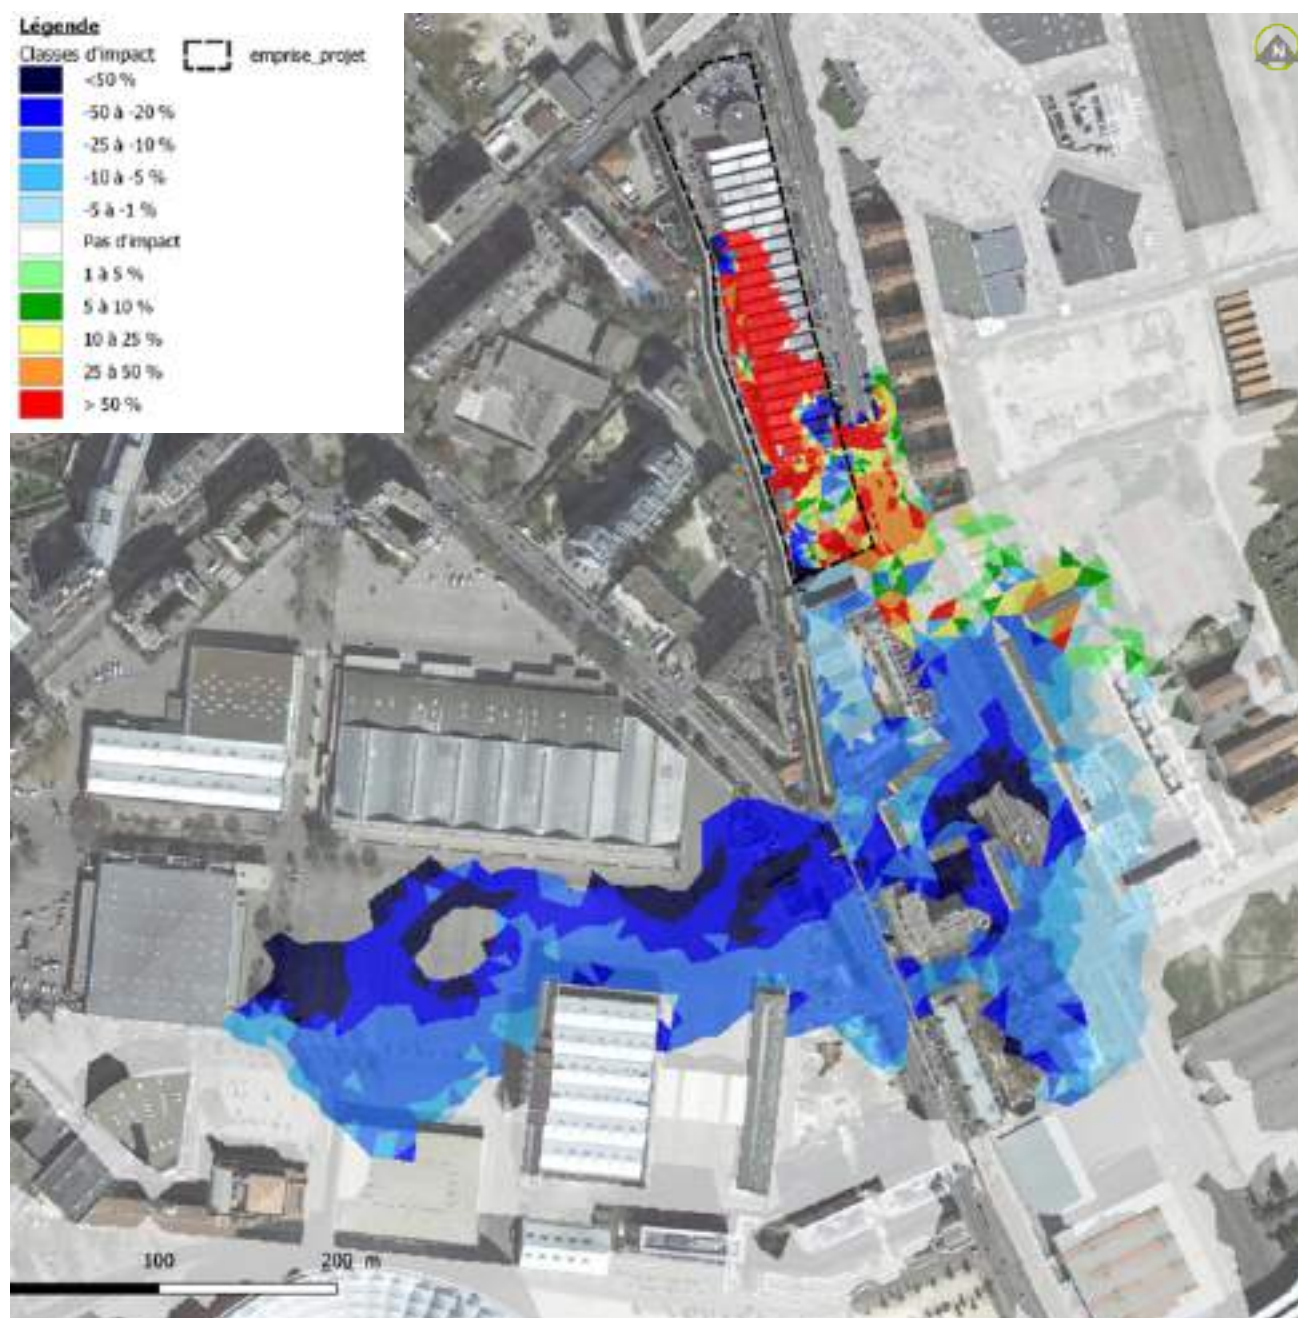 Légende
Classes d'impact
emprise_projet
<50 %
-50 à -20 %
-25 à -10 %
-10 à -5 %
-5 à -1 %
Pas d'impact
1 à 5 %
5 à 10 %
10 à 25 %
25 à 50 %
> 50 %
N
100
200 m